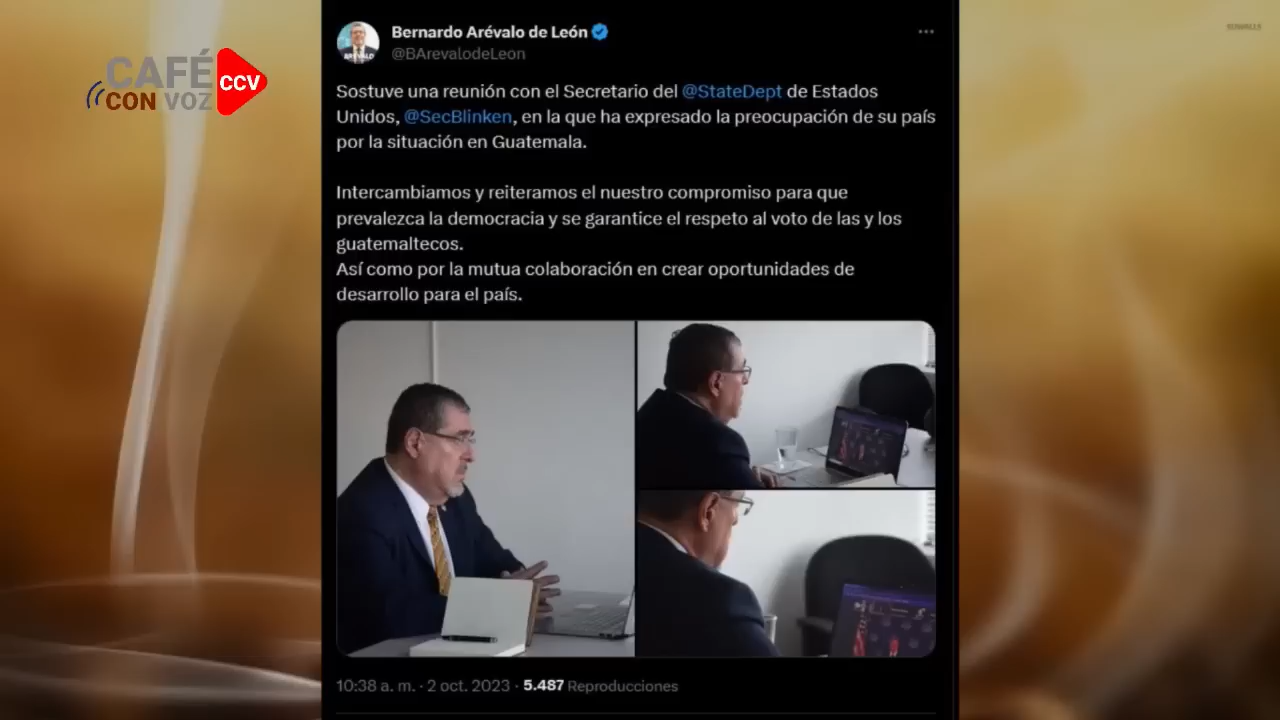 CAFÉ
CON VOZ
CCV
Bernardo Arévalo de León
@BArevalodeLeon
Sostuve una reunión con el Secretario del @StateDept de Estados
Unidos, @SecBlinken, en la que ha expresado la preocupación de su país
por la situación en Guatemala.
Intercambiamos y reiteramos el nuestro compromiso para que
prevalezca la democracia y se garantice el respeto al voto de las y los
guatemaltecos.
Así como por la mutua colaboración en crear oportunidades de
desarrollo para el país.
10:38 a. m. · 2 oct. 2023 · 5.487 Reproducciones